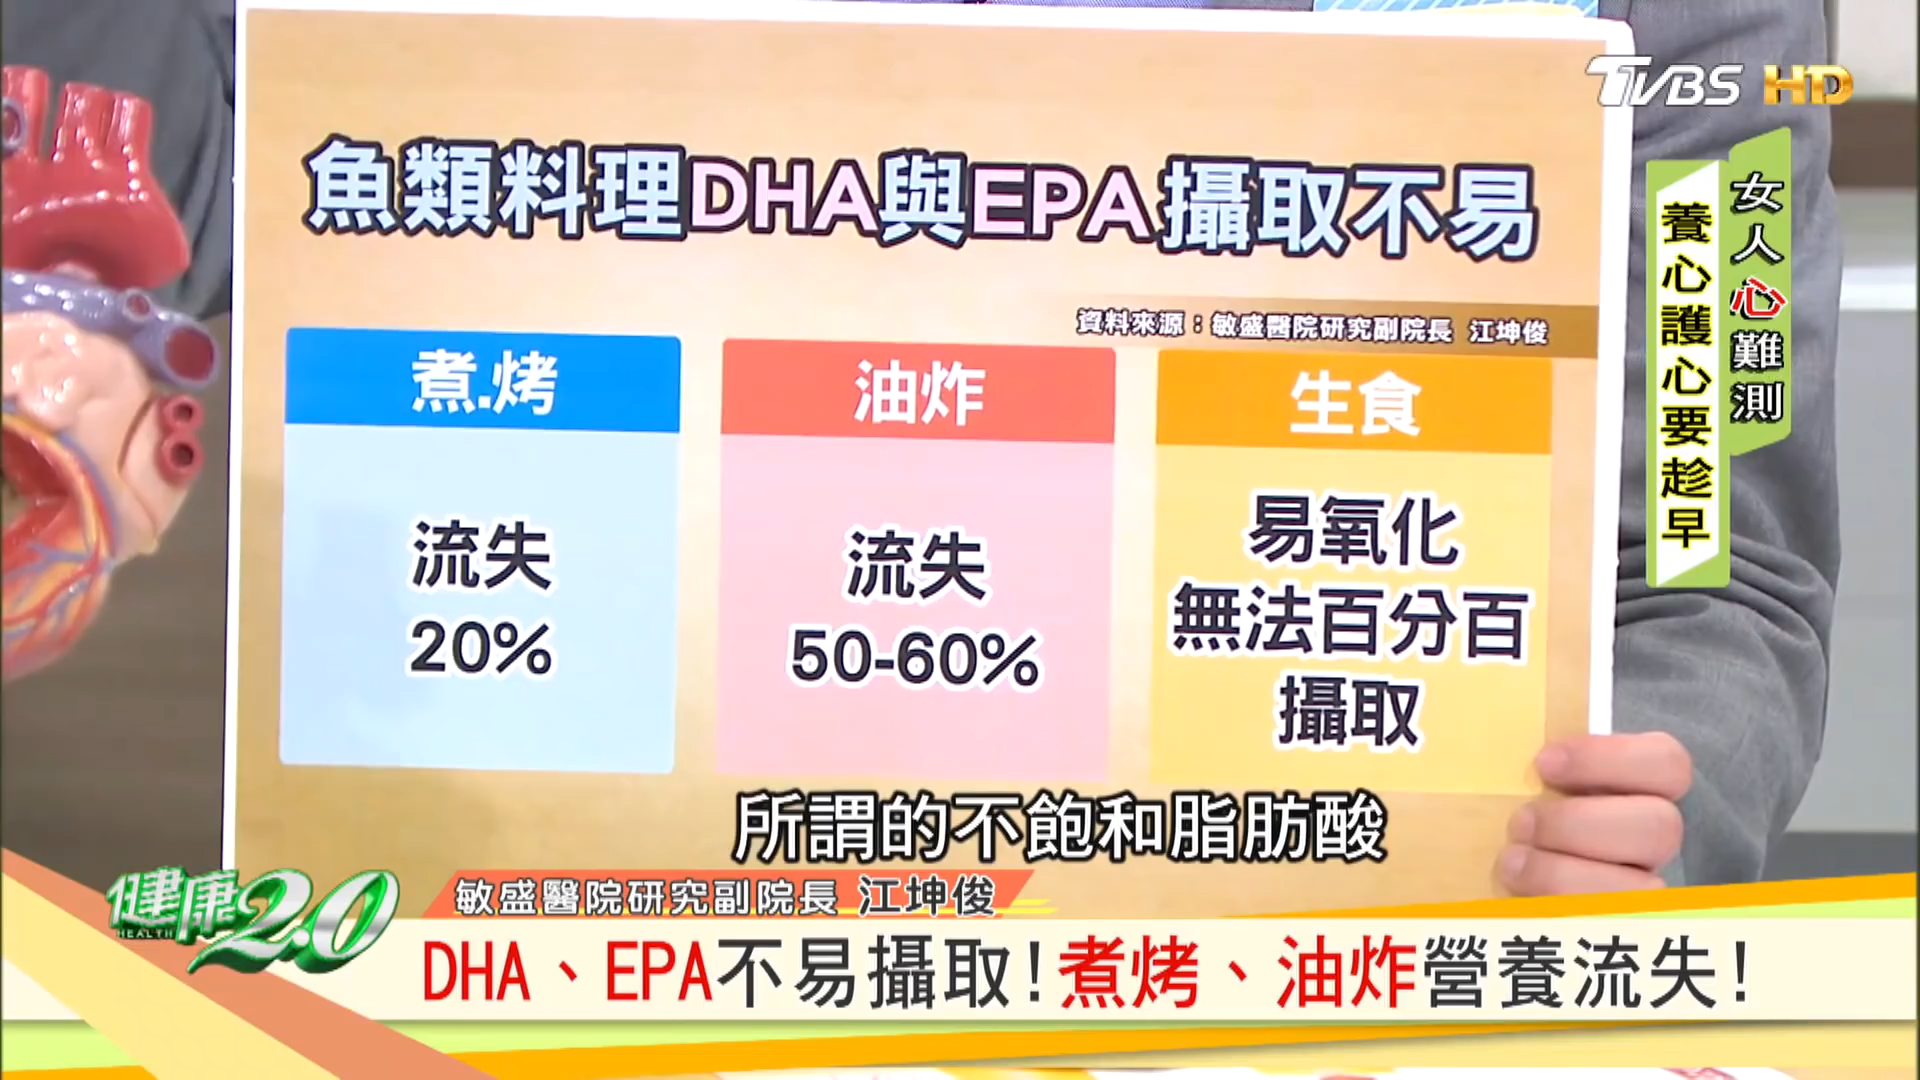 TVBS HD
女人心難測
養心護心要趁早
魚類料理DHA與EPA攝取不易
資料來源：敏盛醫院研究副院長 江坤俊
煮.烤
流失
20%
油炸
流失
50-60%
生食
易氧化
無法百分百
攝取
所謂的不飽和脂肪酸
健康2.0
HEALTH
敏盛醫院研究副院長 江坤俊
DHA、EPA不易攝取!煮烤、油炸營養流失!